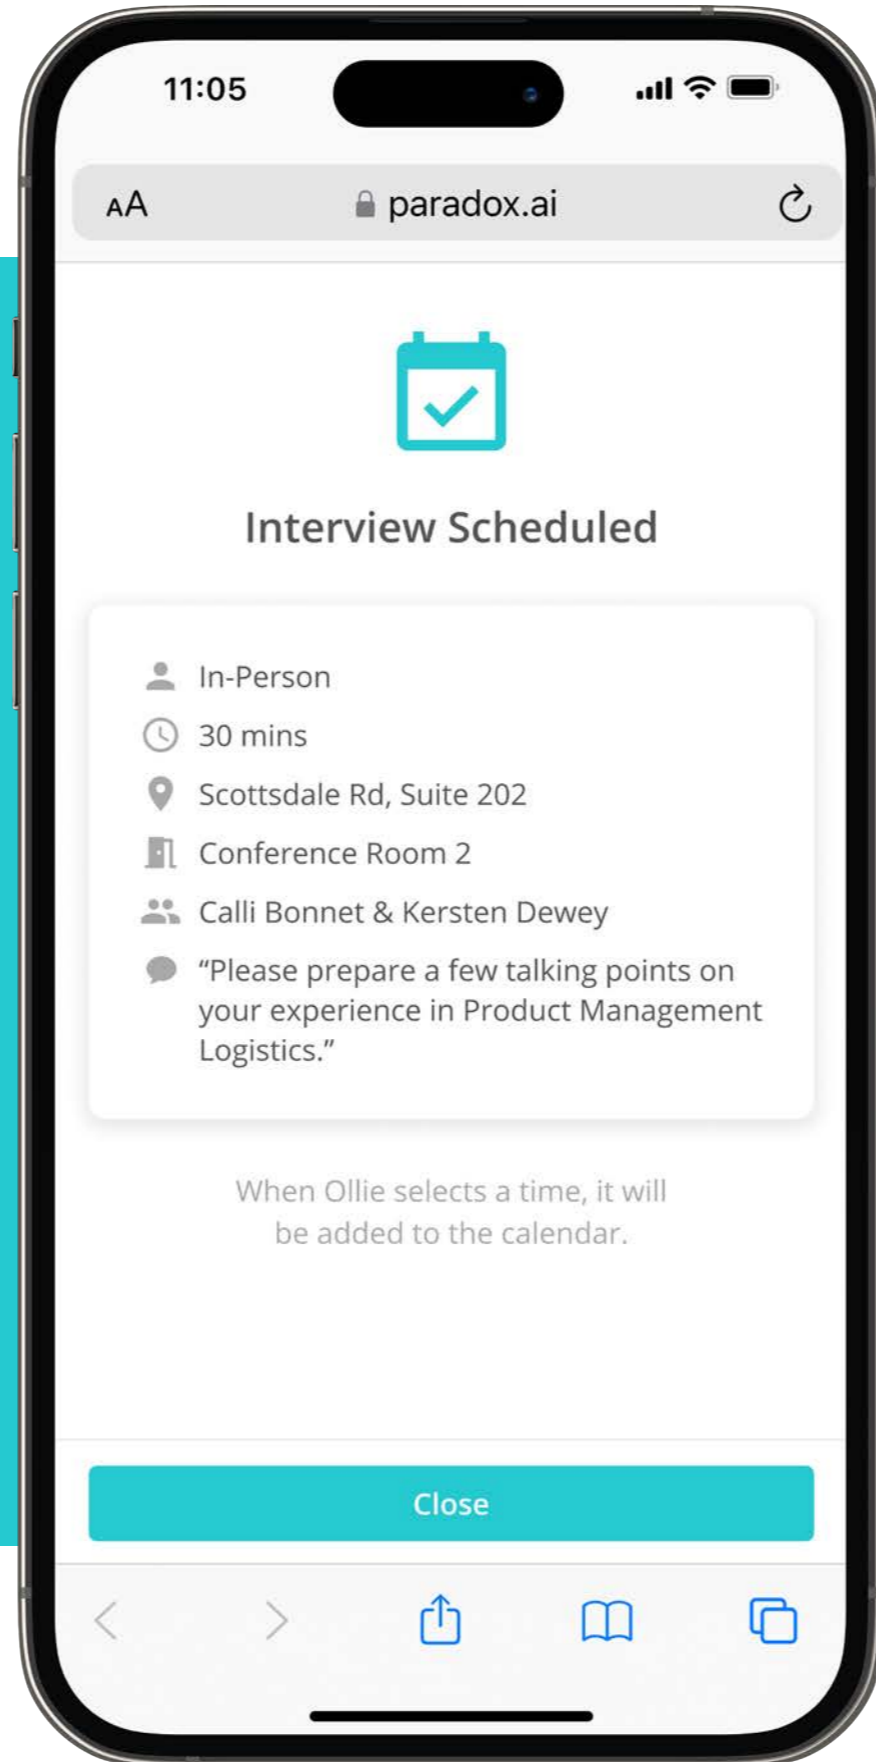 11:05
AA
paradox.ai
Interview Scheduled
In-Person
30 mins
Scottsdale Rd, Suite 202
Conference Room 2
Calli Bonnet & Kersten Dewey
“Please prepare a few talking points on
your experience in Product Management
Logistics.”
When Ollie selects a time, it will
be added to the calendar.
Close